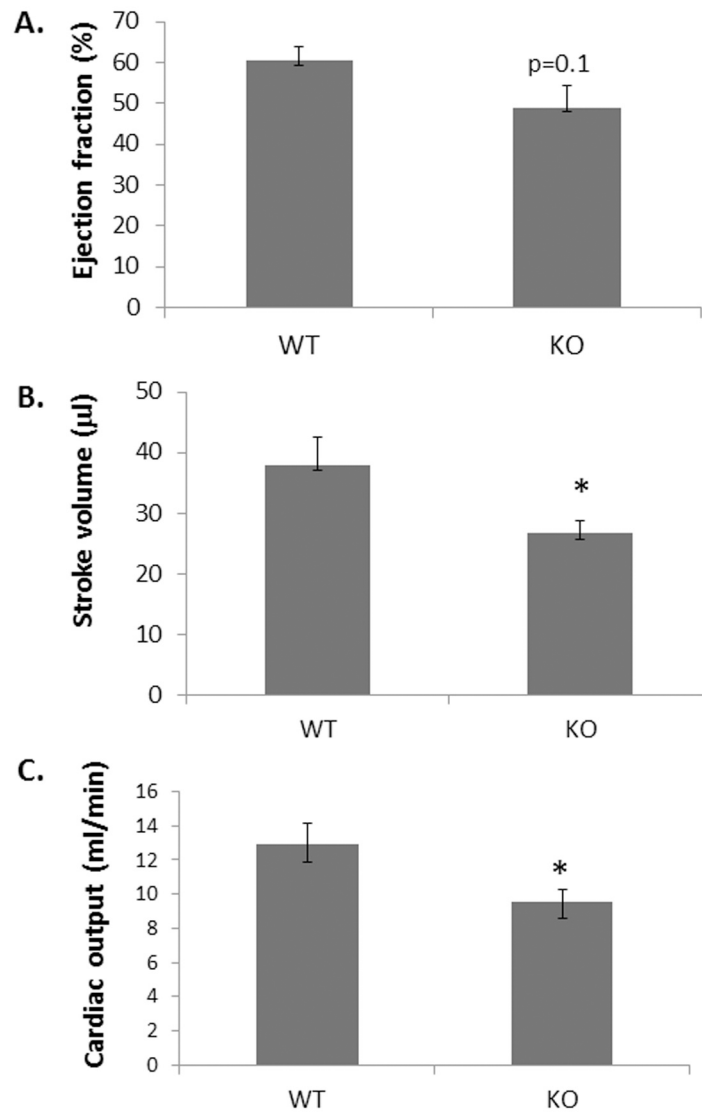 A.
Ejection fraction (%)
70
60
50
40
30
20
10
0
p=0.1
WT KO
B.
Stroke volume (µl)
50
40
30
20
10
0
*
WT KO
C.
Cardiac output (ml/min)
16
14
12
10
8
6
4
2
0
*
WT KO